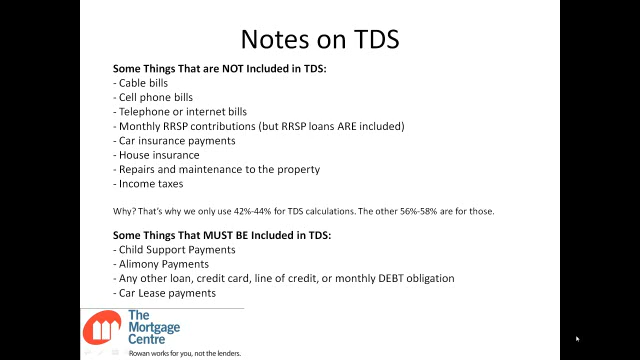 Notes on TDS
Some Things That are NOT Included in TDS:
- Cable bills
- Cell phone bills
- Telephone or internet bills
- Monthly RRSP contributions (but RRSP loans ARE included)
- Car insurance payments
- House insurance
- Repairs and maintenance to the property
- Income taxes
Why? That's why we only use 42%-44% for TDS calculations. The other 56%-58% are for those.
Some Things That MUST BE Included in TDS:
- Child Support Payments
- Alimony Payments
- Any other loan, credit card, line of credit, or monthly DEBT obligation
- Car Lease payments
The
Mortgage
Centre
Rowan works for you, not the lenders.